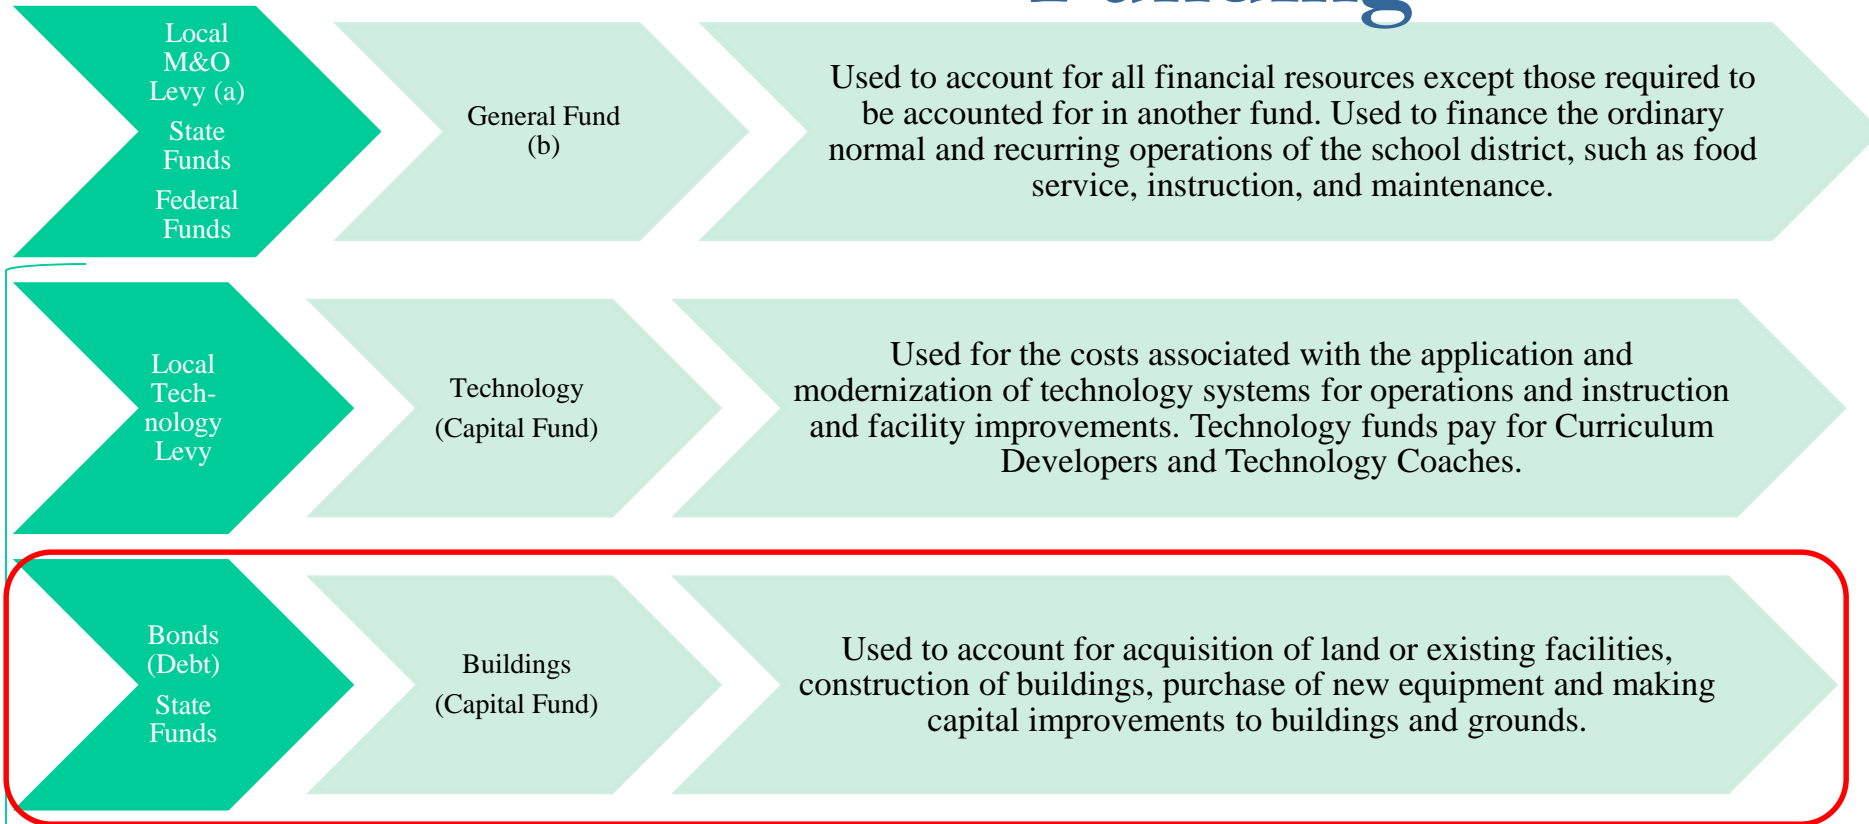 Funding
Local
M&O
Levy (a)
State
Funds
Federal
Funds
General Fund
(b)
Used to account for all financial resources except those required to
be accounted for in another fund. Used to finance the ordinary
normal and recurring operations of the school district, such as food
service, instruction, and maintenance.
Local
Tech-
nology
Levy
Technology
(Capital Fund)
Used for the costs associated with the application and
modernization of technology systems for operations and instruction
and facility improvements. Technology funds pay for Curriculum
Developers and Technology Coaches.
Bonds
(Debt)
State
Funds
Buildings
(Capital Fund)
Used to account for acquisition of land or existing facilities,
construction of buildings, purchase of new equipment and making
capital improvements to buildings and grounds.